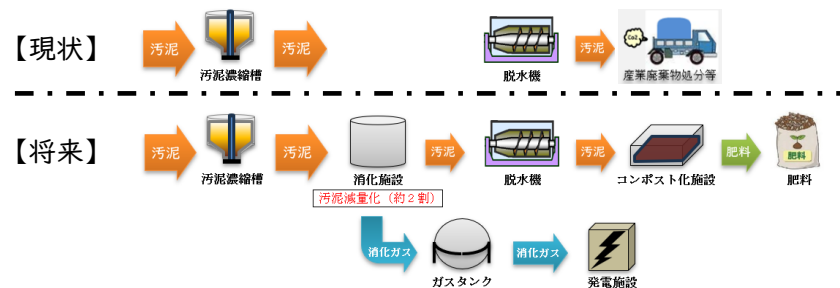 【現状】
汚泥
汚泥濃縮槽
汚泥
脱水機
汚泥
Co2
産業廃棄物処分等
【将来】
汚泥
汚泥濃縮槽
汚泥
消化施設
汚泥減量化（約２割）
汚泥
脱水機
汚泥
コンポスト化施設
肥料
肥料
肥料
消化ガス
ガスタンク
消化ガス
発電施設